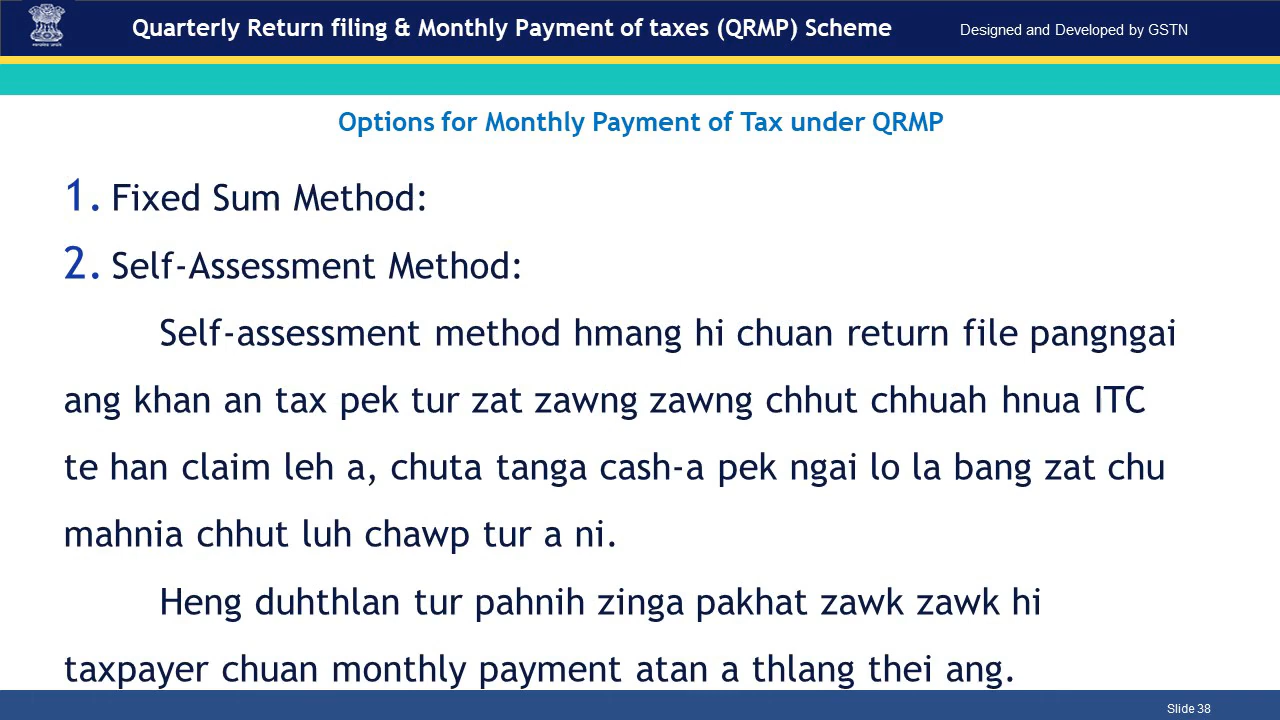 Quarterly Return filing & Monthly Payment of taxes (QRMP) Scheme
Designed and Developed by GSTN
Options for Monthly Payment of Tax under QRMP
1. Fixed Sum Method:
2. Self-Assessment Method:
Self-assessment method hmang hi chuan return file pangngai
ang khan an tax pek tur zat zawng zawng chhut chhuah hnua ITC
te han claim leh a, chuta tanga cash-a pek ngai lo la bang zat chu
mahnia chhut luh chawp tur a ni.
Heng duhthlan tur pahnih zinga pakhat zawk zawk hi
taxpayer chuan monthly payment atan a thlang thei ang.
Slide 38